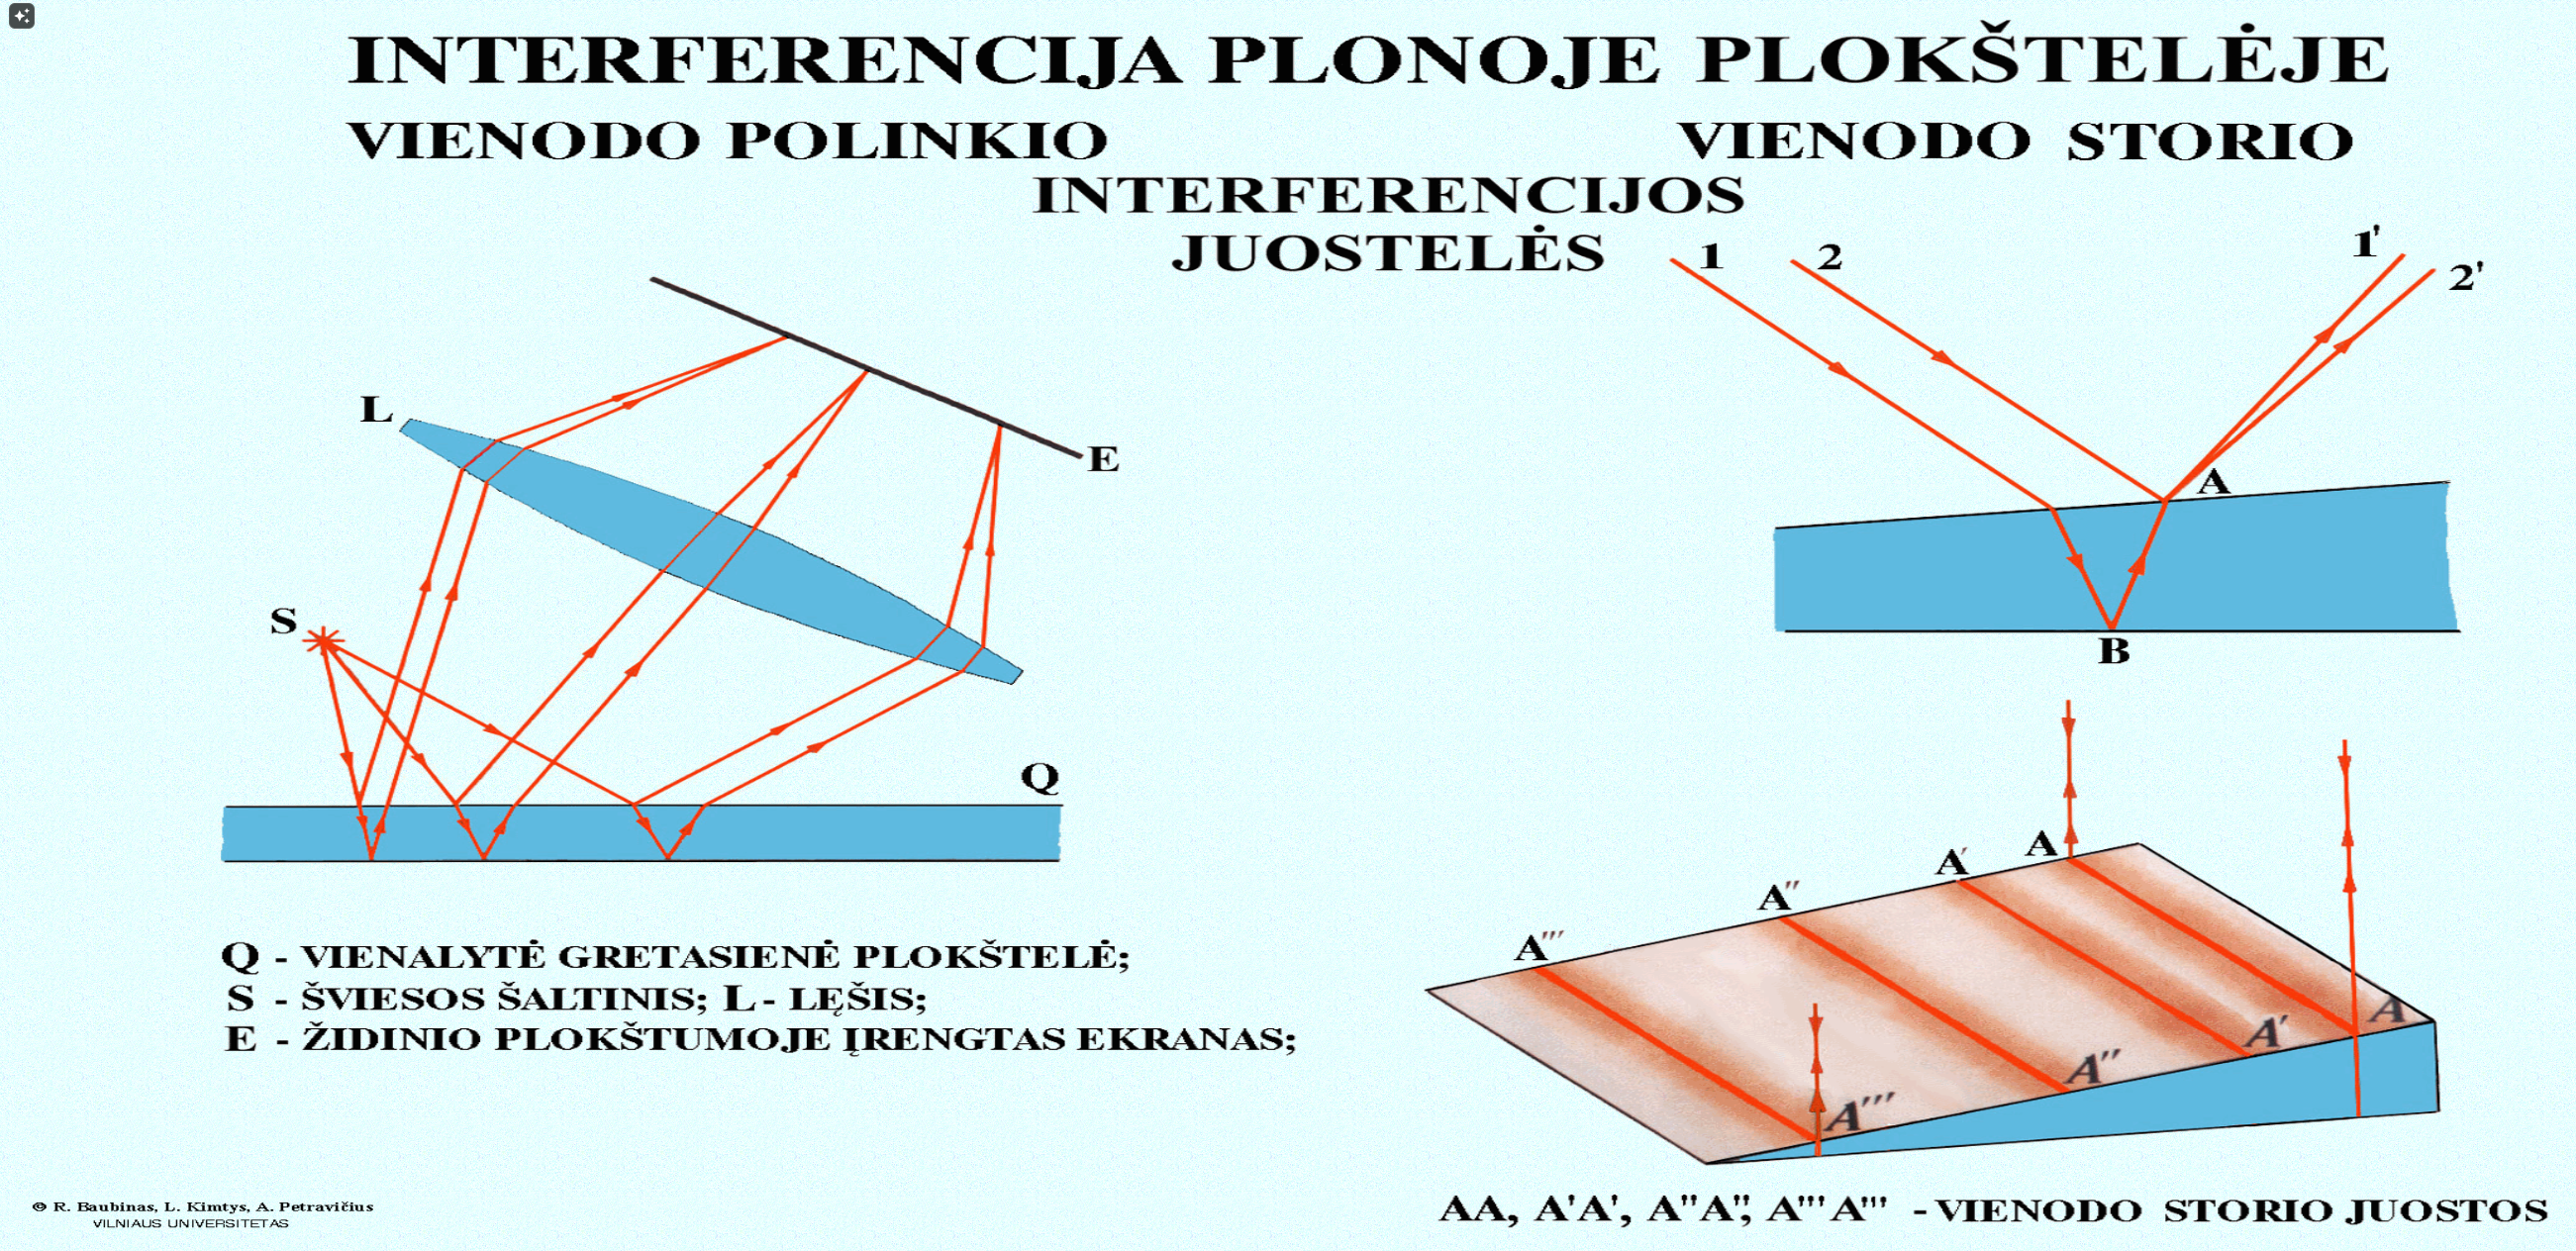 INTERFERENCIJA PLONOJE PLOKŠTELĖJE
VIENODO POLINKIO
VIENODO STORIO
INTERFERENCIJOS
JUOSTELĖS
L
E
S
Q
Q - VIENALYTĖ GRETASIENĖ PLOKŠTELĖ;
S - ŠVIESOS ŠALTINIS; L - LĘŠIS;
E - ŽIDINIO PLOKŠTUMOJE ĮRENGTAS EKRANAS;
1
2
1'
2'
A
B
A
A'
A''
A'''
A
A'
A''
A'''
AA, A'A', A''A'', A'''A''' - VIENODO STORIO JUOSTOS
© R. Baubinas, L. Kimtys, A. Petravičius
VILNIAUS UNIVERSITETAS